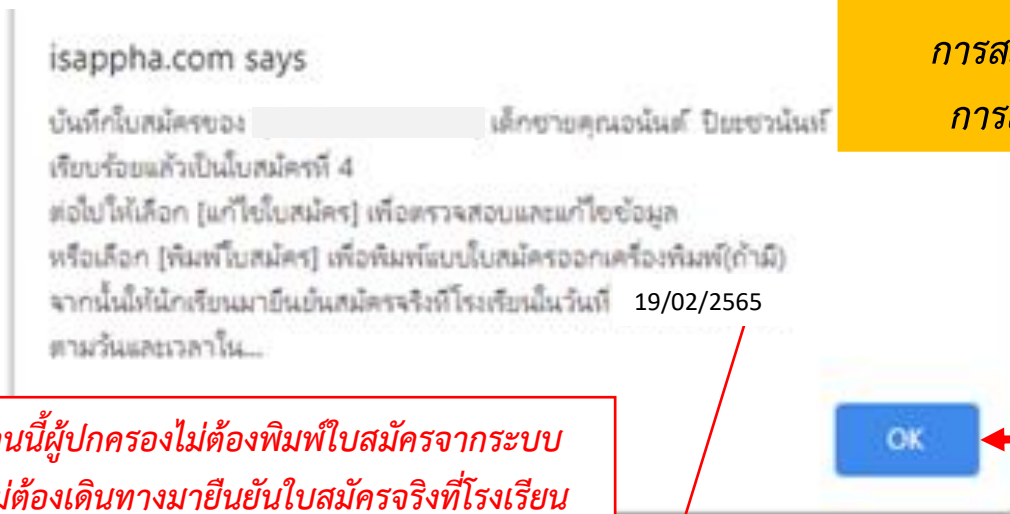 isappha.com says
การส
การ
บันทึกใบสมัครของ เด็กชายคุณอนันต์ ปิยะชวนันท์
เรียบร้อยแล้วเป็นใบสมัครที่ 4
ต่อไปให้เลือก [แก้ไขใบสมัคร] เพื่อตรวจสอบและแก้ไขข้อมูล
หรือเลือก [พิมพ์ใบสมัคร] เพื่อพิมพ์แบบใบสมัครออกเครื่องพิมพ์(ถ้ามี)
จากนั้นให้นักเรียนมายืนยันสมัครจริงที่โรงเรียนในวันที่ 19/02/2565
ตามวันและเวลาใน...
นนี้ผู้ปกครองไม่ต้องพิมพ์ใบสมัครจากระบบ
ม่ต้องเดินทางมายืนยันใบสมัครจริงที่โรงเรียน
OK